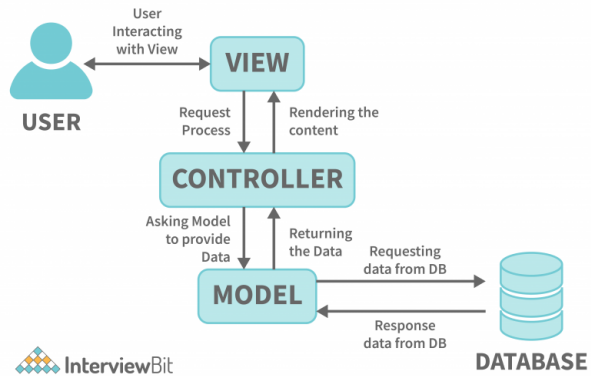 User
Interacting
with View
VIEW
USER
Request
Process
Rendering the
content
CONTROLLER
Asking Model
to provide
Data
Returning
the Data
Requesting
data from DB
MODEL
Response
data from DB
DATABASE
InterviewBit